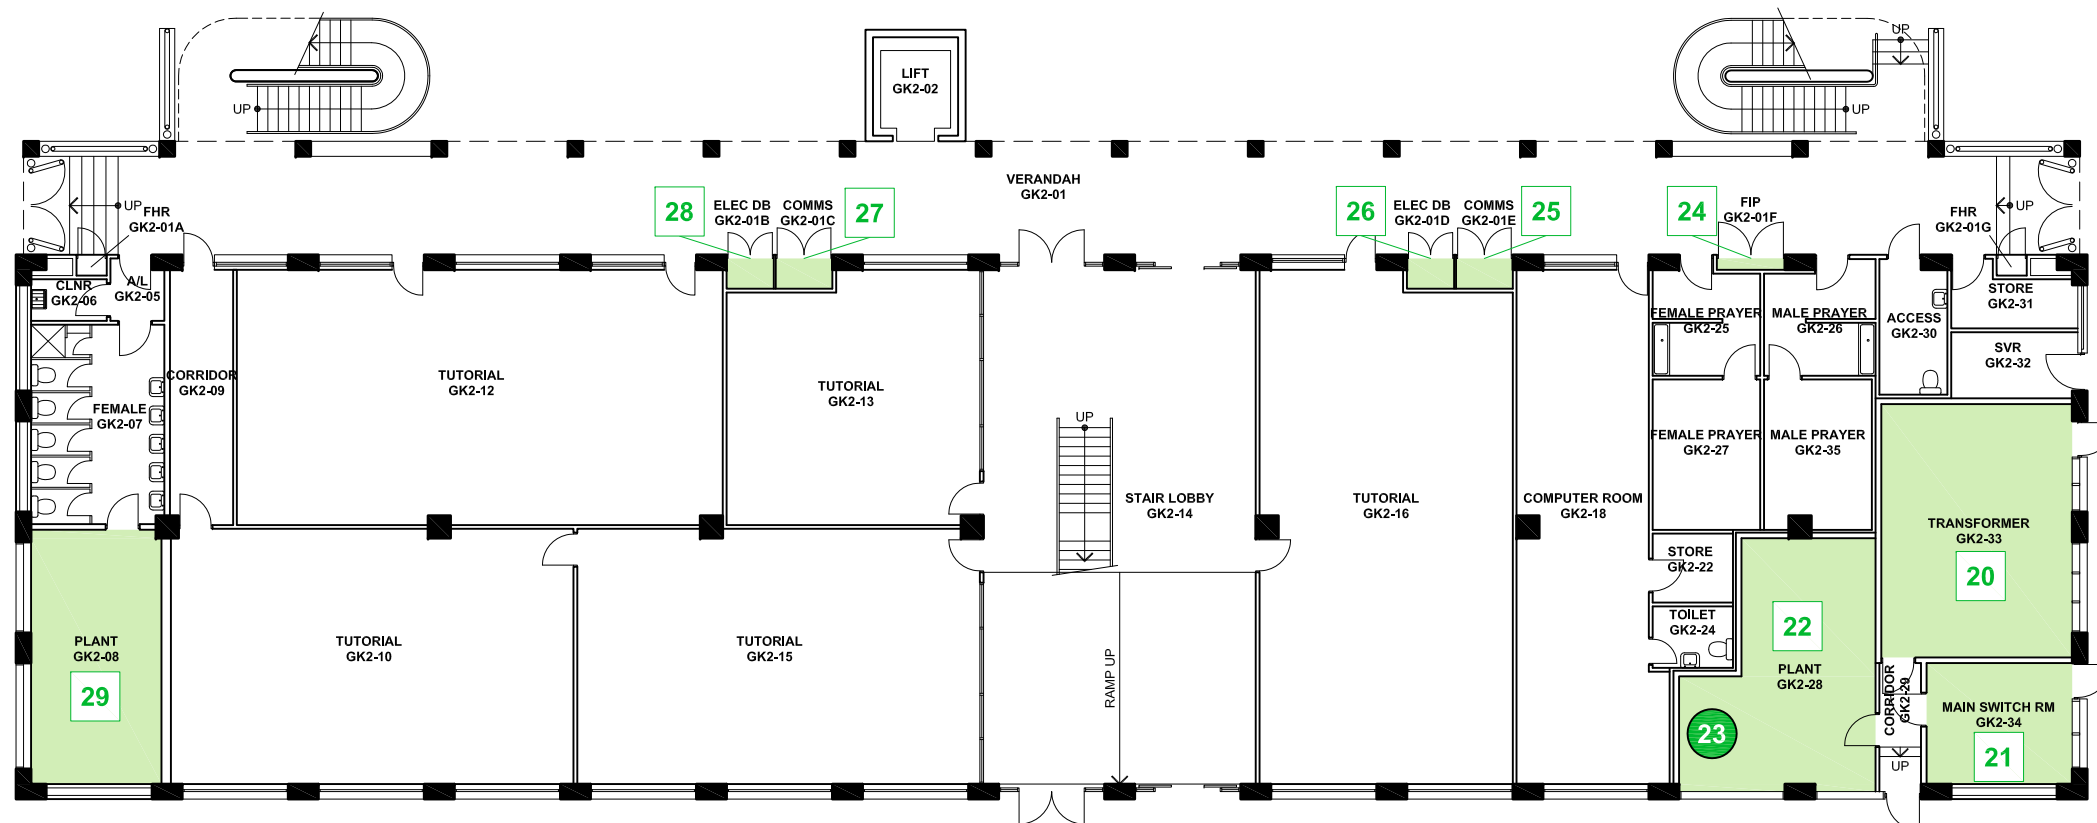 UP
LIFT
GK2-02
UP
UP
UP
VERANDAH
GK2-01
28
ELEC DB
GK2-01B
COMMS
GK2-01C
27
26
ELEC DB
GK2-01D
COMMS
GK2-01E
25
24
FIP
GK2-01F
UP
FHR
GK2-01A
FHR
GK2-01G
UP
CLNR
GK2-06
A/L
GK2-05
STORE
GK2-31
FEMALE PRAYER
GK2-25
MALE PRAYER
GK2-26
ACCESS
GK2-30
SVR
GK2-32
CORRIDOR
GK2-09
TUTORIAL
GK2-12
TUTORIAL
GK2-13
FEMALE
GK2-07
UP
FEMALE PRAYER
GK2-27
MALE PRAYER
GK2-35
STAIR LOBBY
GK2-14
TUTORIAL
GK2-16
COMPUTER ROOM
GK2-18
TRANSFORMER
GK2-33
20
STORE
GK2-22
TOILET
GK2-24
22
PLANT
GK2-08
29
TUTORIAL
GK2-10
TUTORIAL
GK2-15
RAMP UP
PLANT
GK2-28
23
CORRIDOR
GK2-29
MAIN SWITCH RM
GK2-34
21
UP